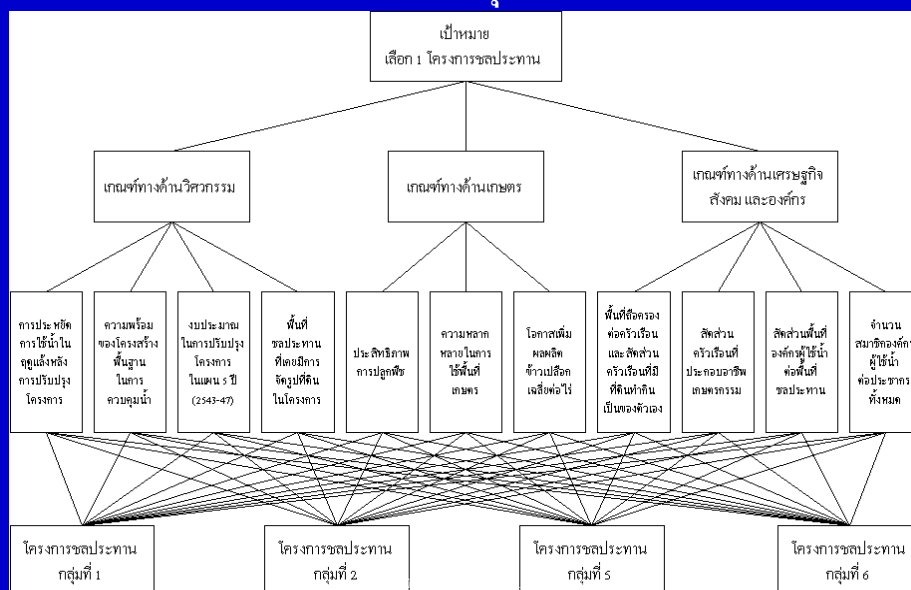 เป้าหมาย
เลือก 1 โครงการชลประทาน
เกณฑ์ทางด้านวิศวกรรม
เกณฑ์ทางด้านเกษตร
เกณฑ์ทางด้านเศรษฐกิจ
สังคม และองค์กร
การประหยัด
การใช้น้ำใน
ฤดูแล้งหลัง
การปรับปรุง
โครงการ
ความพร้อม
ของโครงสร้าง
พื้นฐาน
ในการ
ควบคุมน้ำ
งบประมาณ
ในการปรับปรุง
โครงการ
ในแผน 5 ปี
(2543-47)
พื้นที่
ชลประทาน
ที่เคยมีการ
จัดรูปที่ดิน
ในโครงการ
ประสิทธิภาพ
การปลูกพืช
ความหลาก
หลายในการ
ใช้พื้นที่
เกษตร
โอกาสเพิ่ม
ผลผลิต
ข้าวเปลือก
เฉลี่ยต่อไร่
พื้นที่ถือครอง
ต่อครัวเรือน
และสัดส่วน
ครัวเรือนที่มี
ที่ดินทำกิน
เป็นของตัวเอง
สัดส่วน
ครัวเรือนที่
ประกอบอาชีพ
เกษตรกรรม
สัดส่วนพื้นที่
องค์กรผู้ใช้น้ำ
ต่อพื้นที่
ชลประทาน
จำนวน
สมาชิกองค์กร
ผู้ใช้น้ำ
ต่อประชากร
ทั้งหมด
โครงการชลประทาน
กลุ่มที่ 1
โครงการชลประทาน
กลุ่มที่ 2
โครงการชลประทาน
กลุ่มที่ 5
โครงการชลประทาน
กลุ่มที่ 6